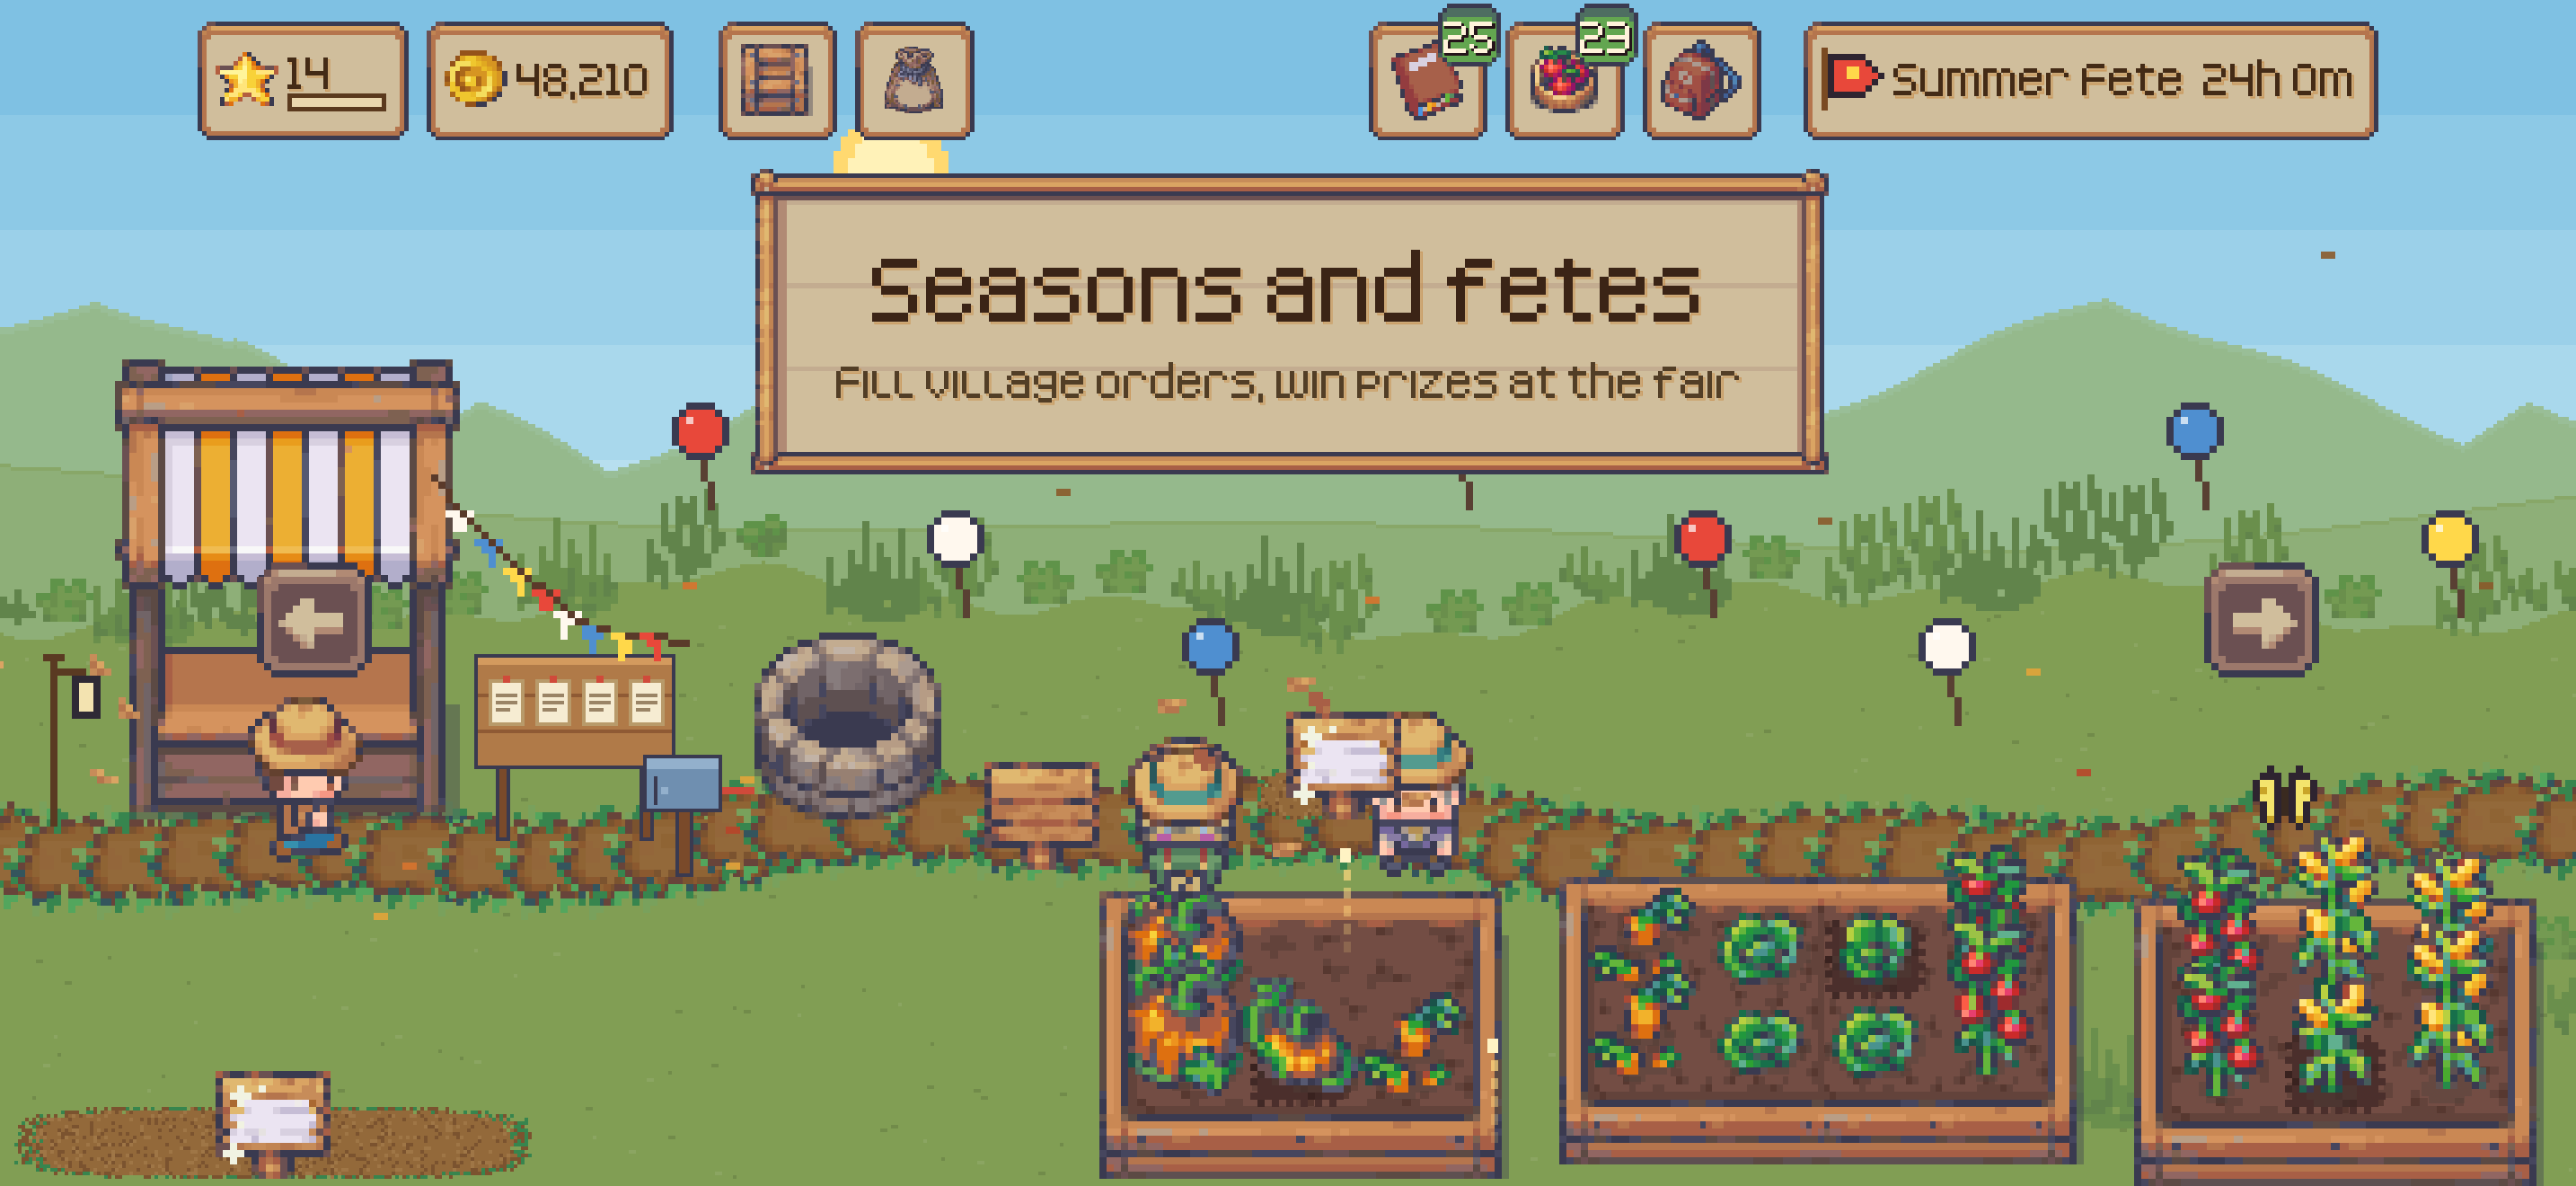 14
48,210
25
23
Summer Fete 24h 0m
Seasons and fetes
Fill village orders, win prizes at the fair